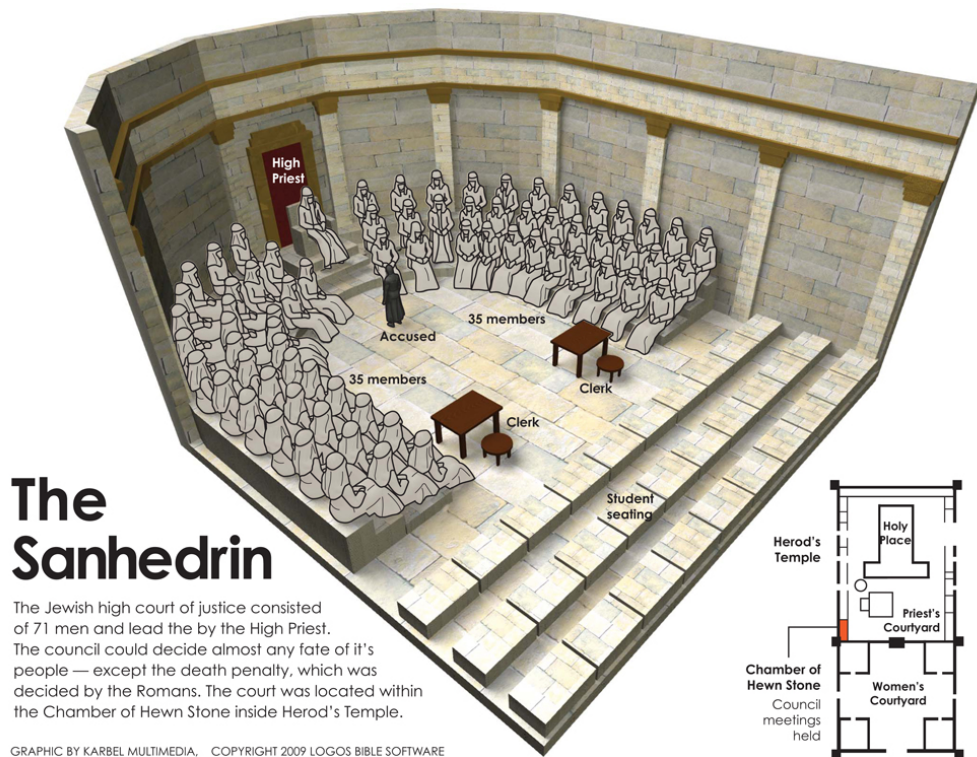 High
Priest
Accused
35 members
35 members
Clerk
Clerk
Student
seating
The
Sanhedrin
The Jewish high court of justice consisted
of 71 men and lead the by the High Priest.
The council could decide almost any fate of it's
people — except the death penalty, which was
decided by the Romans. The court was located within
the Chamber of Hewn Stone inside Herod's Temple.
GRAPHIC BY KARBEL MULTIMEDIA, COPYRIGHT 2009 LOGOS BIBLE SOFTWARE
Herod's
Temple
Holy
Place
Priest's
Courtyard
Chamber of
Hewn Stone
Council
meetings
held
Women's
Courtyard